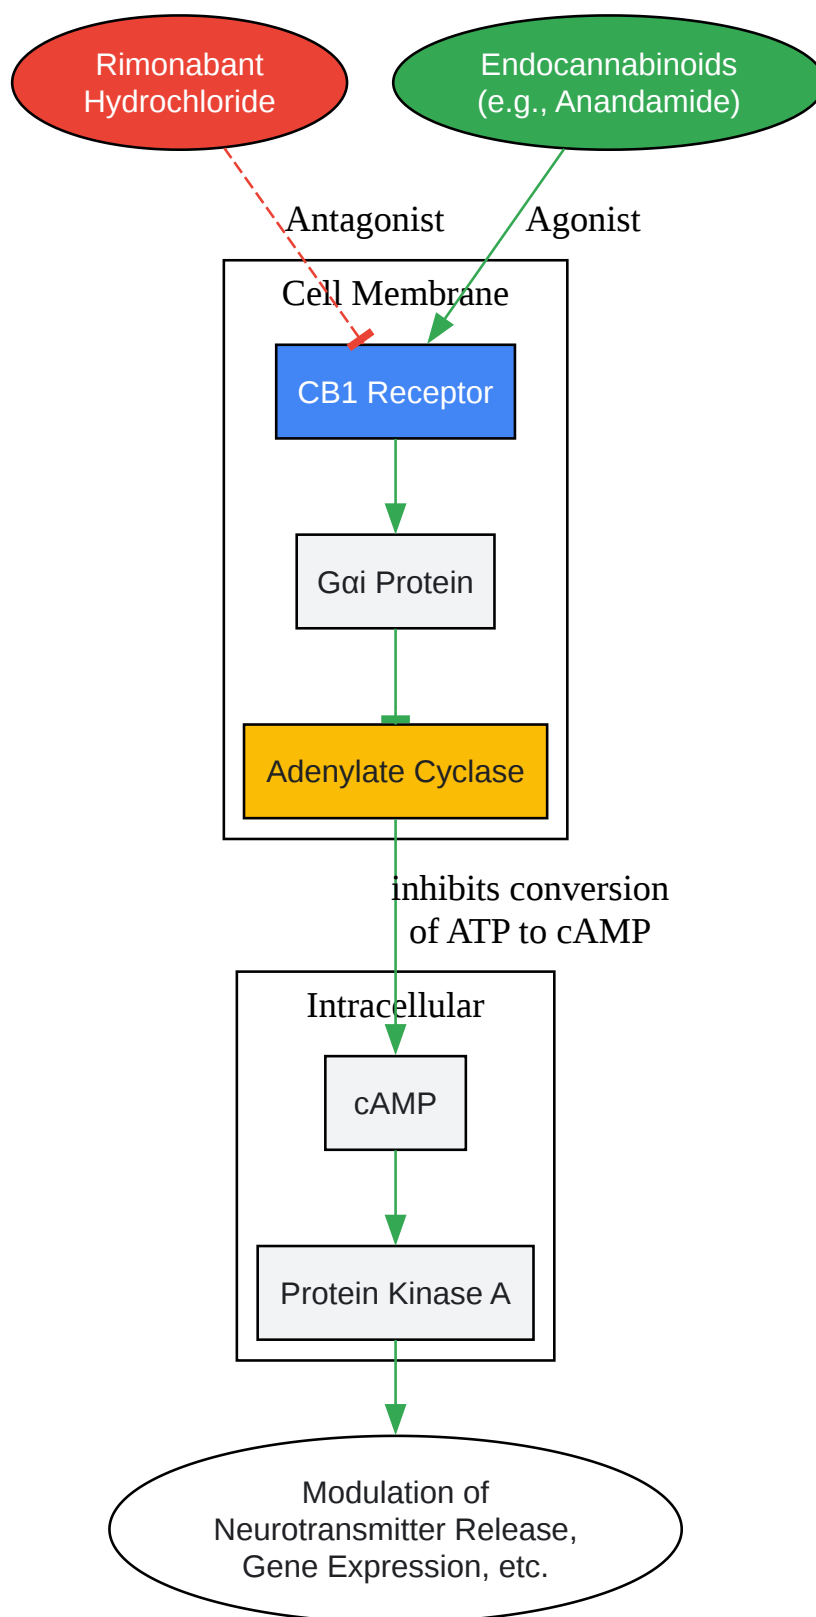 Rimonabant
Hydrochloride
Endocannabinoids
(e.g., Anandamide)
Antagonist
Agonist
Cell Membrane
CB1 Receptor
Gαi Protein
Adenylate Cyclase
inhibits conversion
of ATP to cAMP
Intracellular
cAMP
Protein Kinase A
Modulation of
Neurotransmitter Release,
Gene Expression, etc.